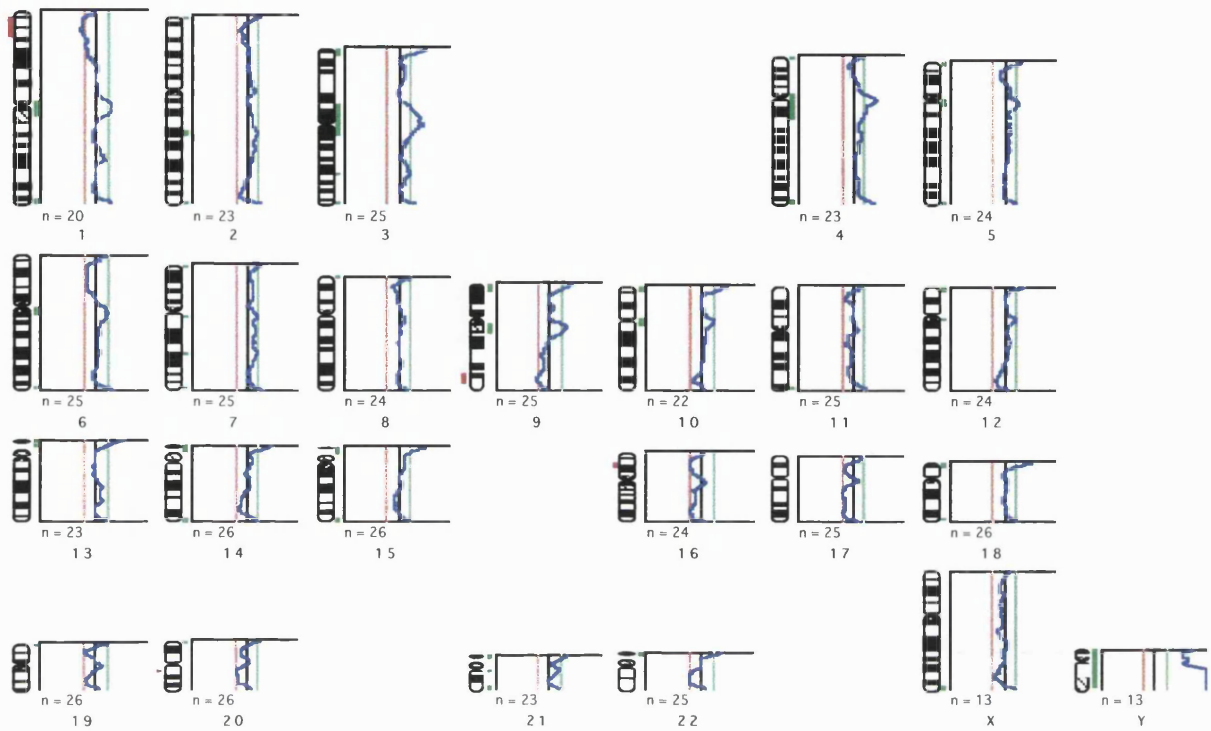 n = 20
1
n = 23
2
n = 25
3
n = 23
4
n = 24
5
n = 25
6
n = 25
7
n = 24
8
n = 25
9
n = 22
10
n = 25
11
n = 24
12
n = 23
13
n = 26
14
n = 26
15
n = 24
16
n = 25
17
n = 26
18
n = 26
19
n = 26
20
n = 23
21
n = 25
22
n = 13
X
n = 13
Y